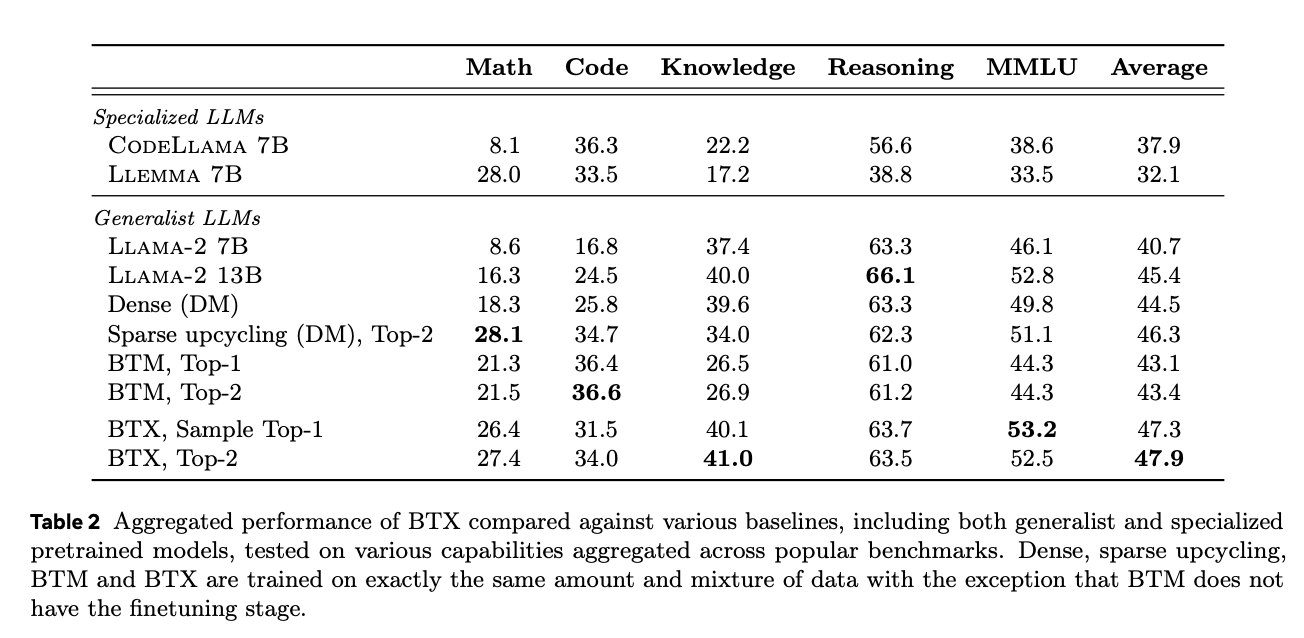 Math Code Knowledge Reasoning MMLU Average
Specialized LLMs
CodeLlama 7B 8.1 36.3 22.2 56.6 38.6 37.9
Llemma 7B 28.0 33.5 17.2 38.8 33.5 32.1
Generalist LLMs
Llama-2 7B 8.6 16.8 37.4 63.3 46.1 40.7
Llama-2 13B 16.3 24.5 40.0 66.1 52.8 45.4
Dense (DM) 18.3 25.8 39.6 63.3 49.8 44.5
Sparse upcycling (DM), Top-2 28.1 34.7 34.0 62.3 51.1 46.3
BTM, Top-1 21.3 36.4 26.5 61.0 44.3 43.1
BTM, Top-2 21.5 36.6 26.9 61.2 44.3 43.4
BTX, Sample Top-1 26.4 31.5 40.1 63.7 53.2 47.3
BTX, Top-2 27.4 34.0 41.0 63.5 52.5 47.9
Table 2 Aggregated performance of BTX compared against various baselines, including both generalist and specialized
pretrained models, tested on various capabilities aggregated across popular benchmarks. Dense, sparse upcycling,
BTM and BTX are trained on exactly the same amount and mixture of data with the exception that BTM does not
have the finetuning stage.